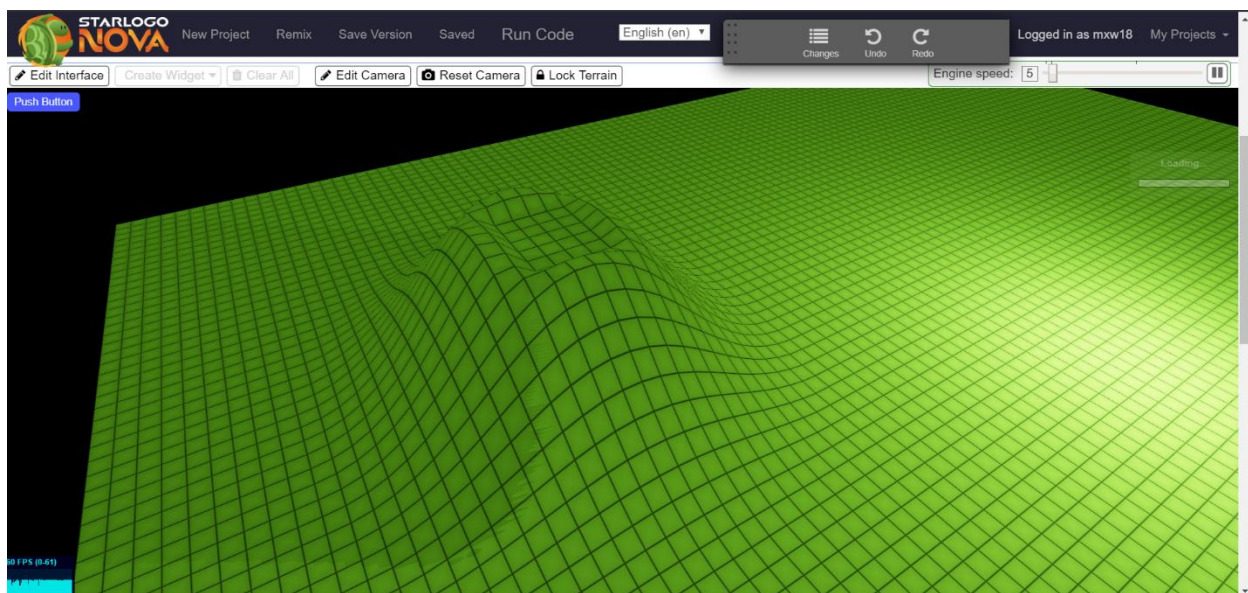 STARLOGO
NOVA
New Project Remix Save Version Saved Run Code English (en) Changes Undo Redo Logged in as mxw18 My Projects
Edit Interface Create Widget Clear All Edit Camera Reset Camera Lock Terrain Engine speed: 5
Push Button
Loading...
60 FPS (0-61)